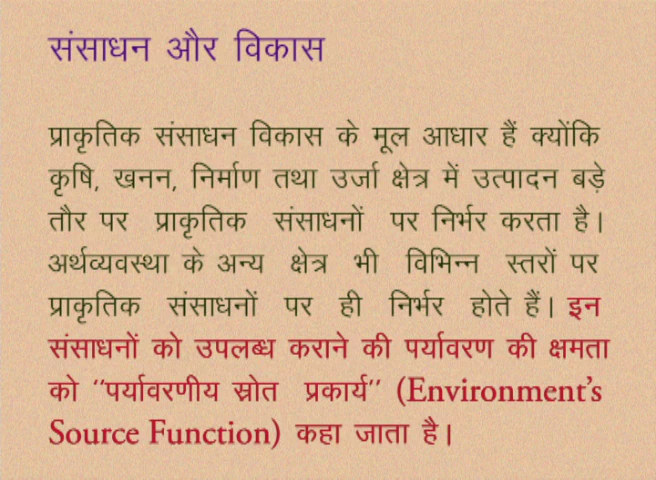 संसाधन और विकास
प्राकृतिक संसाधन विकास के मूल आधार हैं क्योंकि
कृषि, खनन, निर्माण तथा उर्जा क्षेत्र में उत्पादन बड़े
तौर पर प्राकृतिक संसाधनों पर निर्भर करता है।
अर्थव्यवस्था के अन्य क्षेत्र भी विभिन्न स्तरों पर
प्राकृतिक संसाधनों पर ही निर्भर होते हैं। इन
संसाधनों को उपलब्ध कराने की पर्यावरण की क्षमता
को “पर्यावरणीय स्रोत प्रकार्य” (Environment’s
Source Function) कहा जाता है।